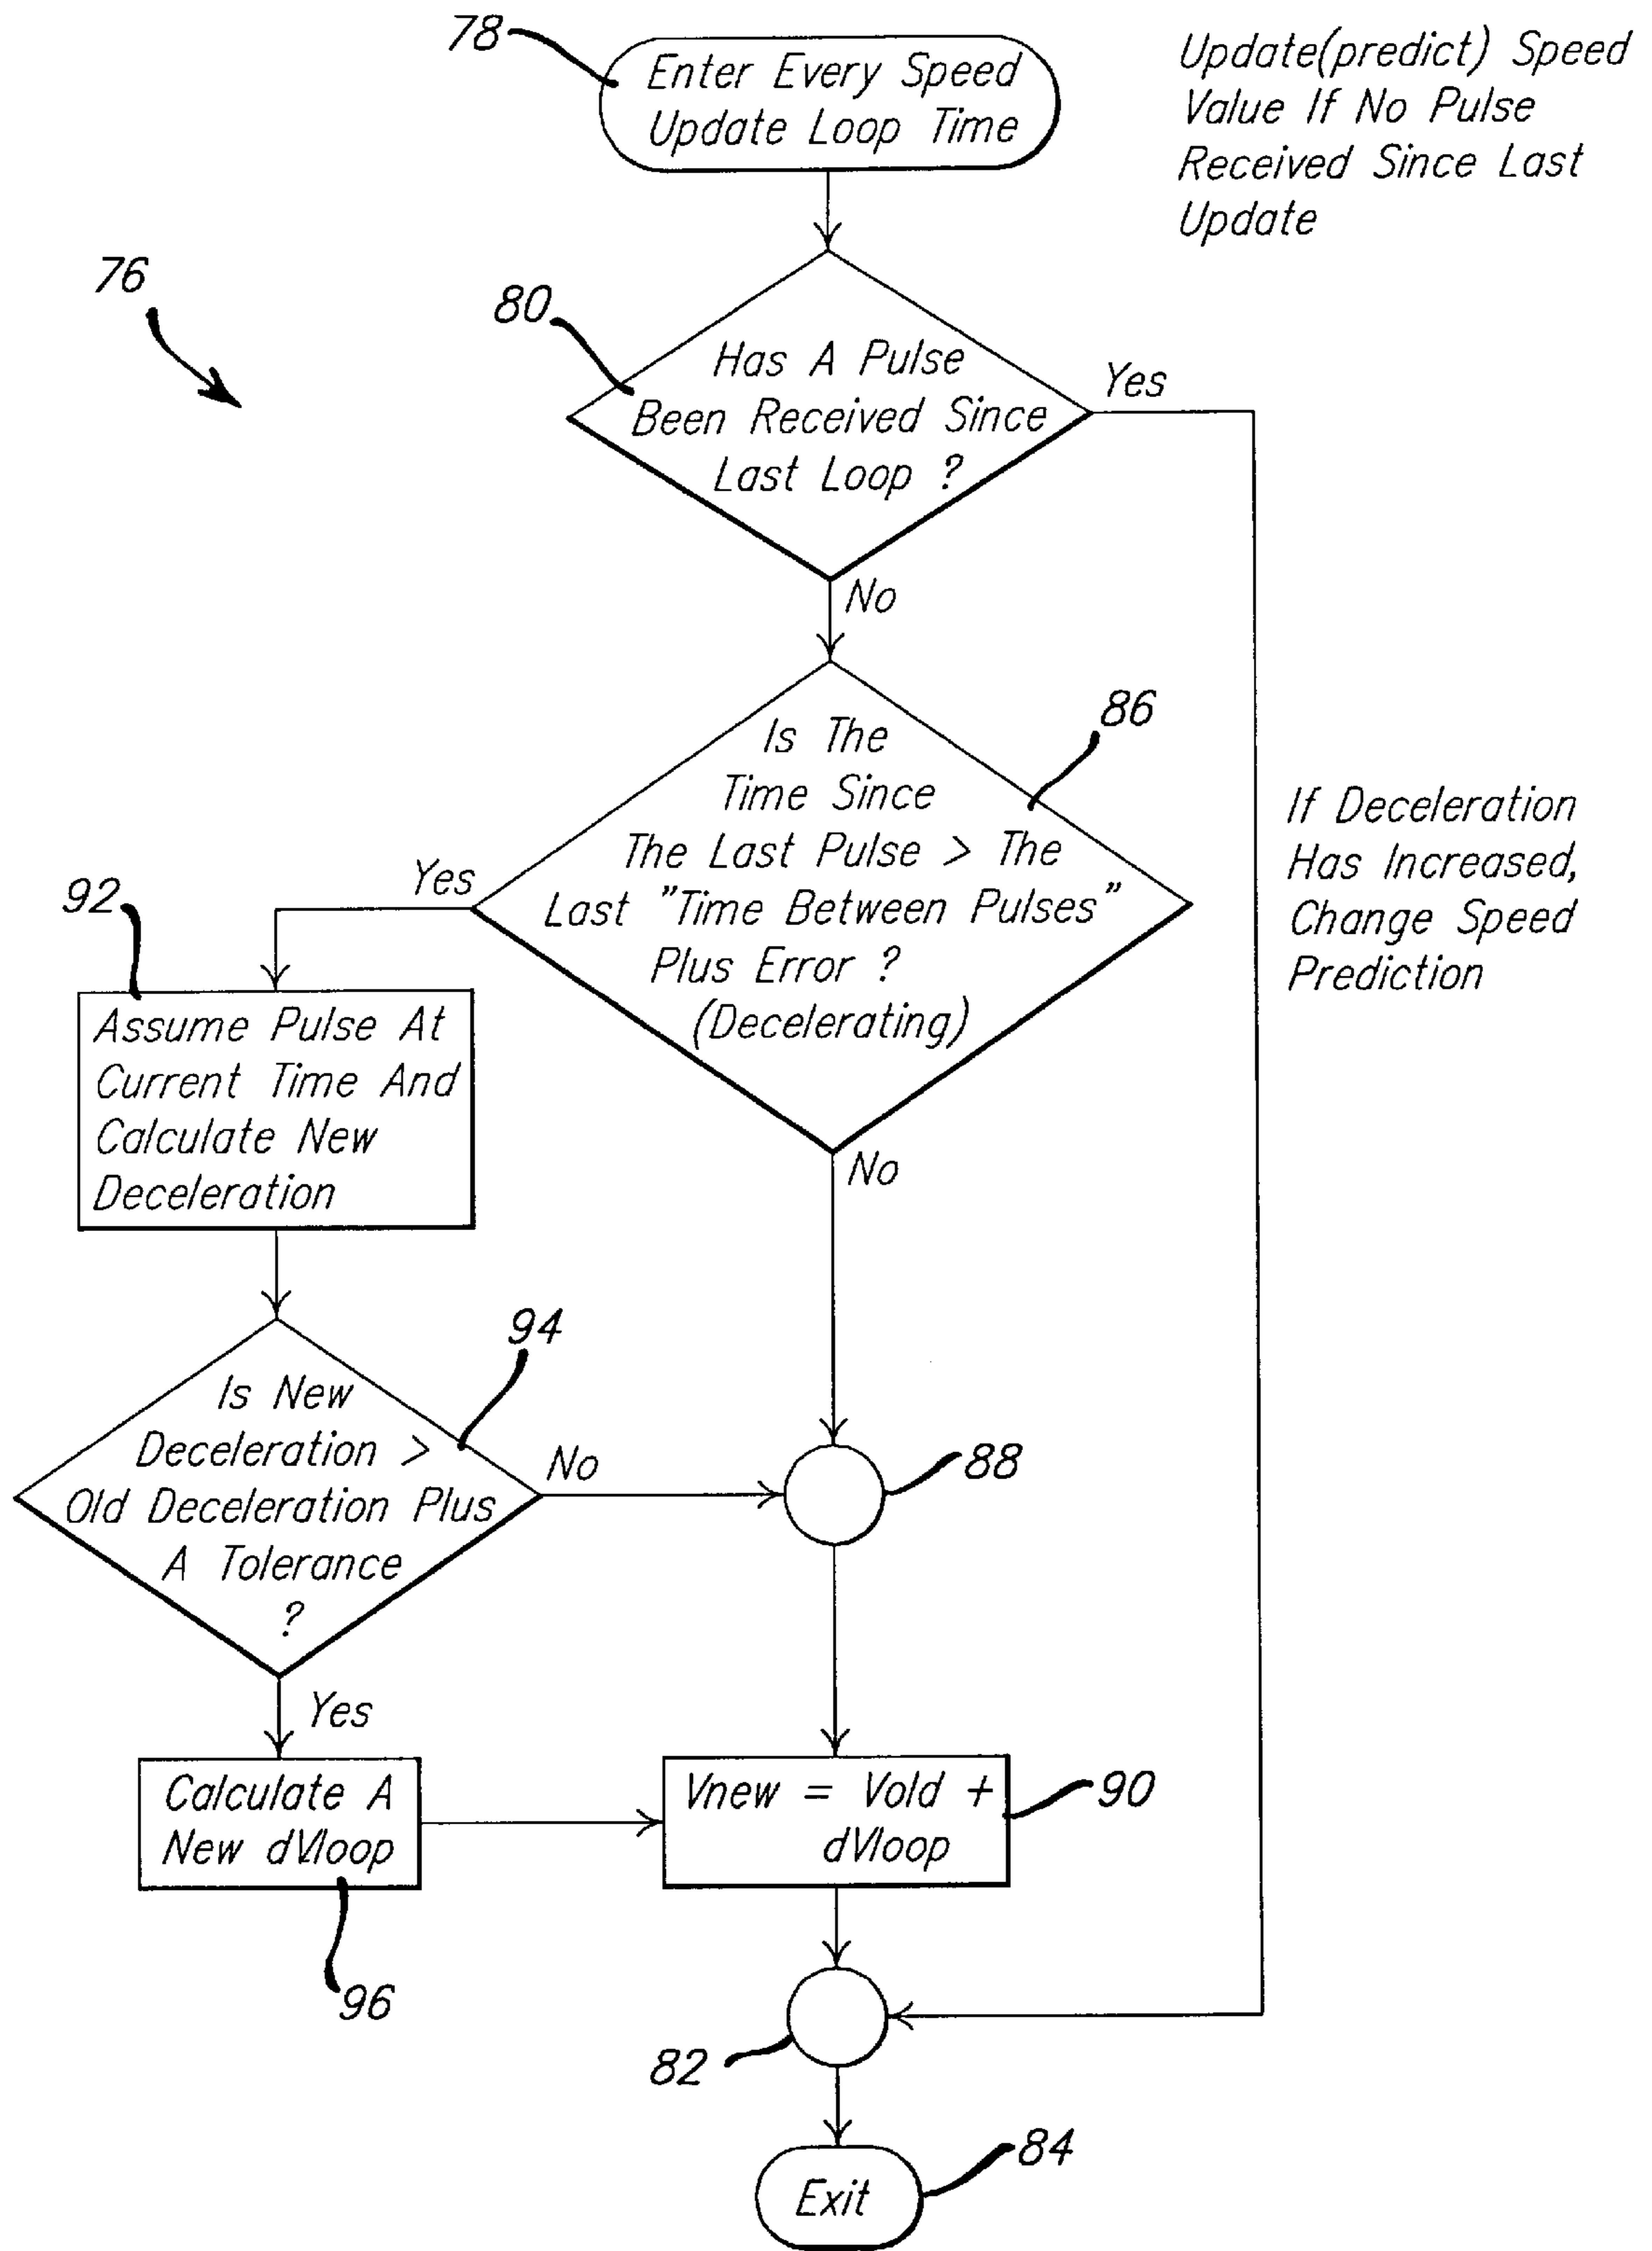 78
Enter Every Speed
Update Loop Time
Update(predict) Speed
Value If No Pulse
Received Since Last
Update
76
80
Has A Pulse
Been Received Since
Last Loop ?
Yes
No
86
Is The
Time Since
The Last Pulse > The
Last "Time Between Pulses"
Plus Error ?
(Decelerating)
If Deceleration
Has Increased,
Change Speed
Prediction
Yes
92
Assume Pulse At
Current Time And
Calculate New
Deceleration
No
94
Is New
Deceleration >
Old Deceleration Plus
A Tolerance
?
No
88
Yes
Calculate A
New dVloop
96
Vnew = Vold +
dVloop
90
82
84
Exit